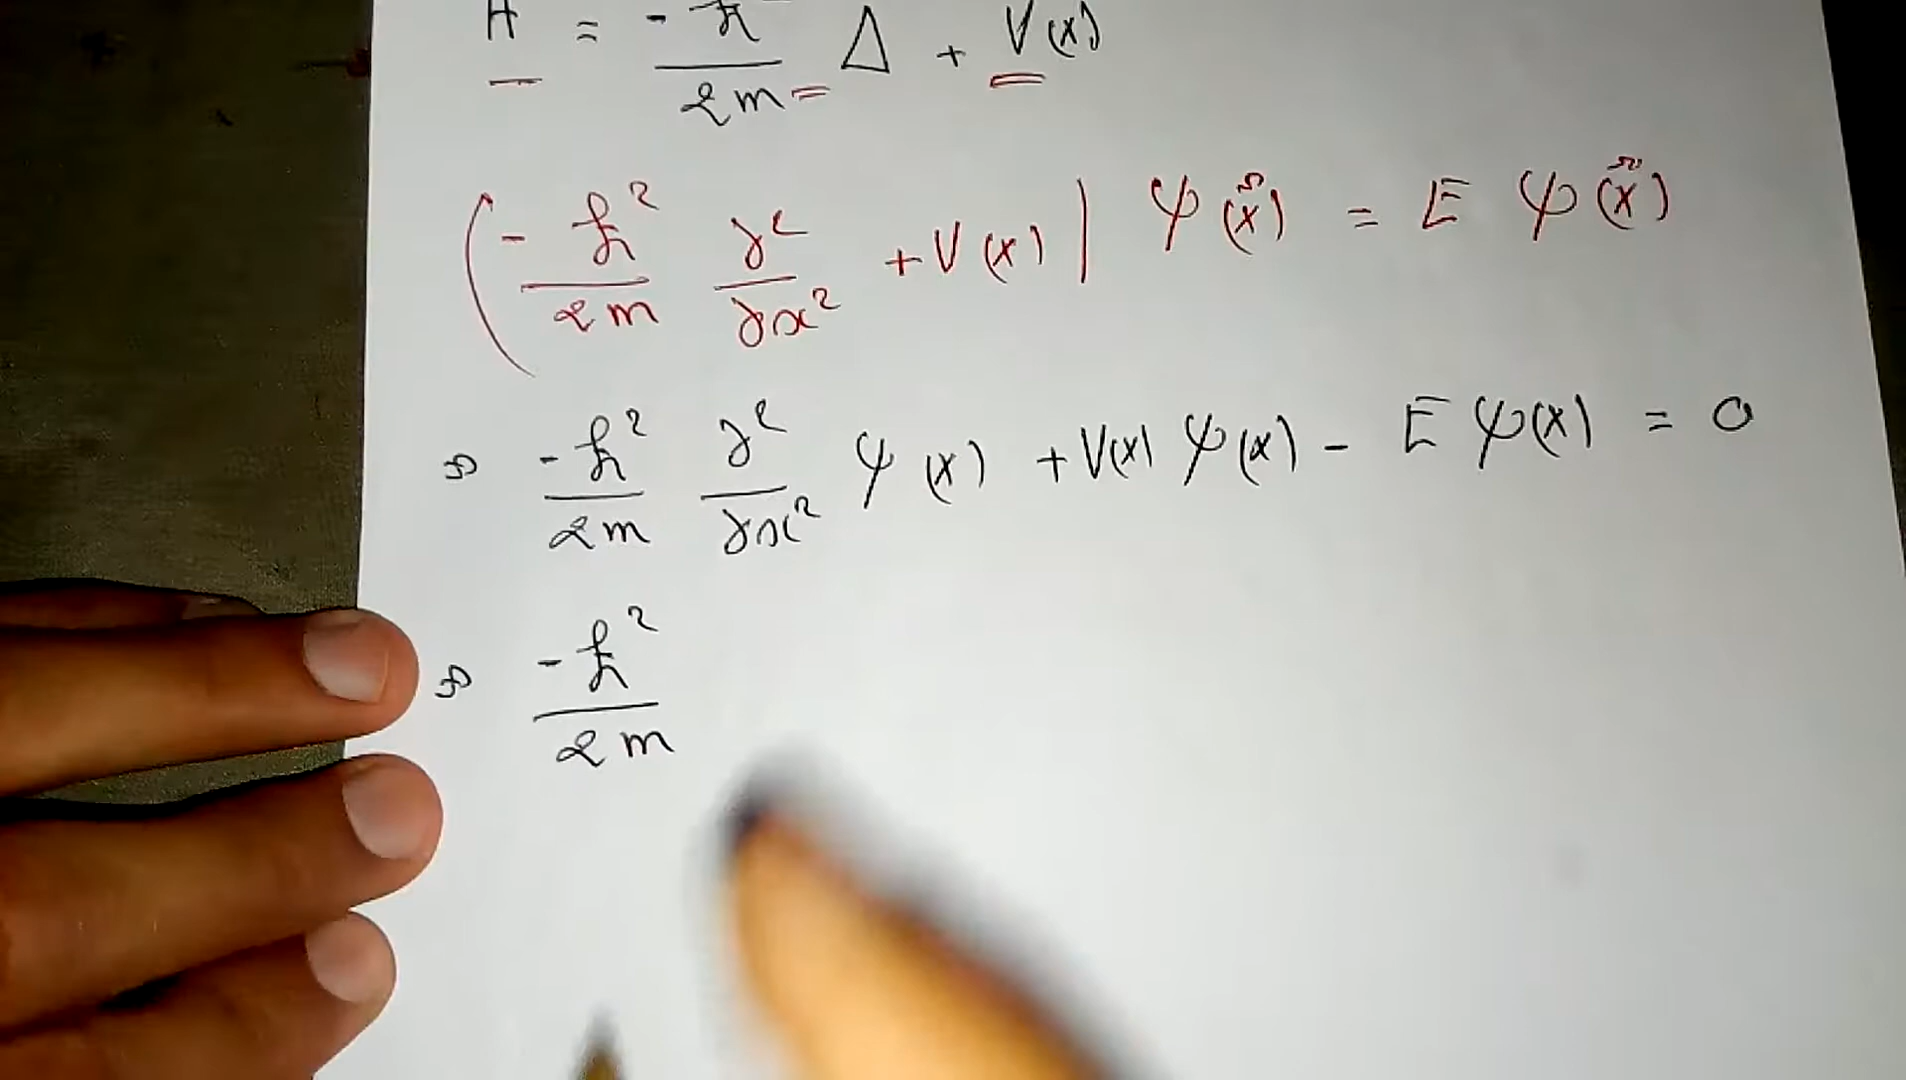 H = -ħ/2m Δ + V(x)
(-ħ²/2m ∂²/∂x² + V(x)) ψ(x) = E ψ(x)
⇒ -ħ²/2m ∂²/∂x² ψ(x) + V(x) ψ(x) - E ψ(x) = 0
⇒ -ħ²/2m